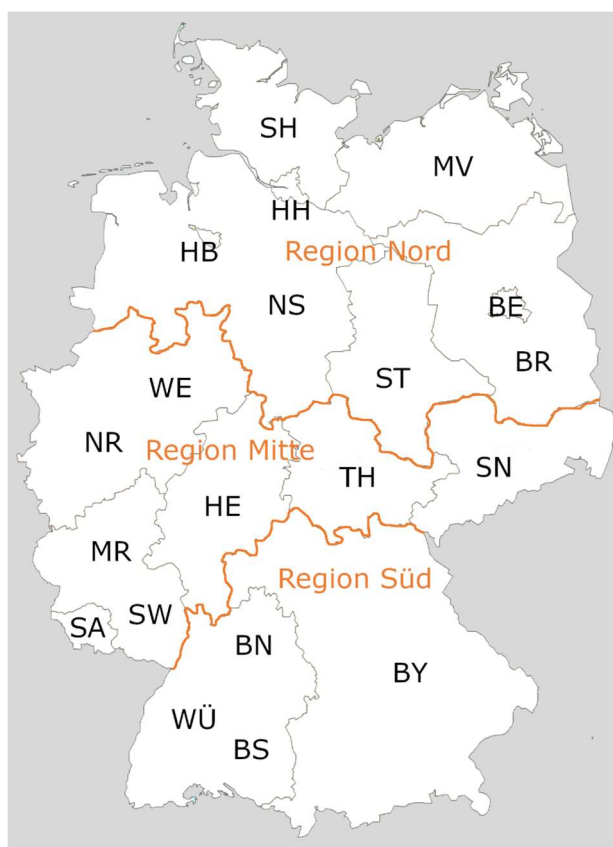 SH
MV
HH
HB
Region Nord
NS
BE
BR
ST
WE
NR
Region Mitte
TH
SN
HE
MR
Region Süd
SW
SA
BN
BY
WÜ
BS